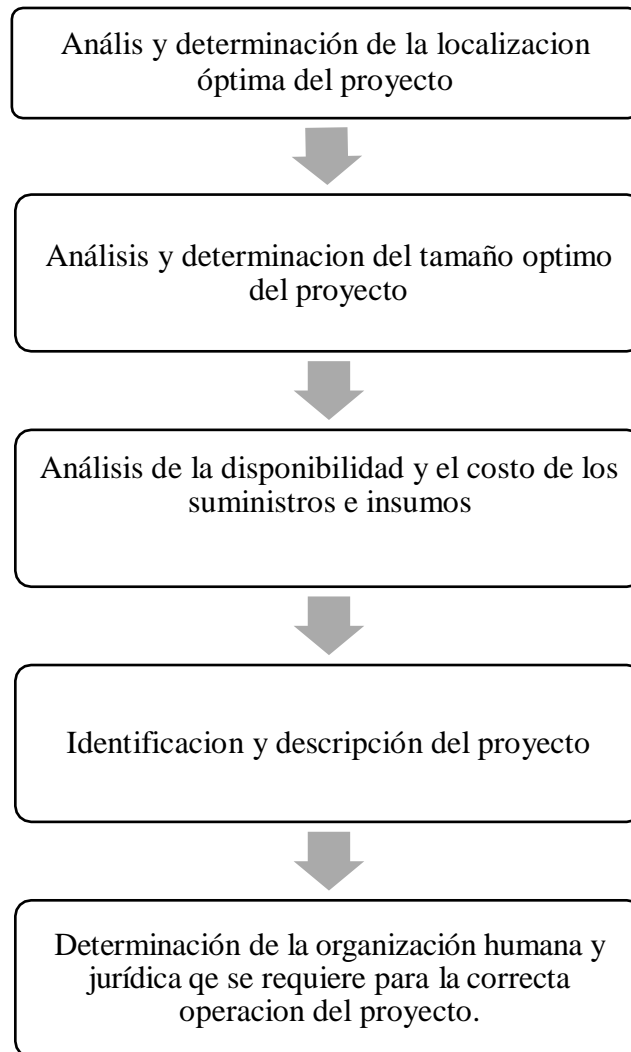 Anális y determinación de la localizacion
óptima del proyecto
Análisis y determinacion del tamaño optimo
del proyecto
Análisis de la disponibilidad y el costo de los
suministros e insumos
Identificacion y descripción del proyecto
Determinación de la organización humana y
jurídica qe se requiere para la correcta
operacion del proyecto.